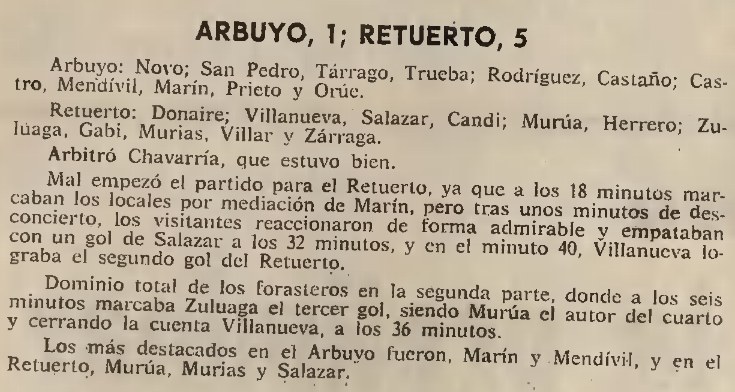 ARBUYO, 1; RETUERTO, 5
Arbuyo: Novo; San Pedro, Tárrago, Trueba; Rodríguez, Castaño; Cas-
tro, Mendívil, Marín, Prieto y Orúe.
Retuerto: Donaire; Villanueva, Salazar, Candi; Murúa, Herrero; Zu-
luaga, Gabi, Murias, Villar y Zárraga.
Arbitró Chavarría, que estuvo bien.
Mal empezó el partido para el Retuerto, ya que a los 18 minutos mar-
caban los locales por mediación de Marín, pero tras unos minutos de des-
concierto, los visitantes reaccionaron de forma admirable y empataban
con un gol de Salazar a los 32 minutos, y en el minuto 40, Villanueva lo-
graba el segundo gol del Retuerto.
Dominio total de los forasteros en la segunda parte, donde a los seis
minutos marcaba Zuluaga el tercer gol, siendo Murúa el autor del cuarto
y cerrando la cuenta Villanueva, a los 36 minutos.
Los más destacados en el Arbuyo fueron, Marín y Mendívil, y en el
Retuerto, Murúa, Murias y Salazar.